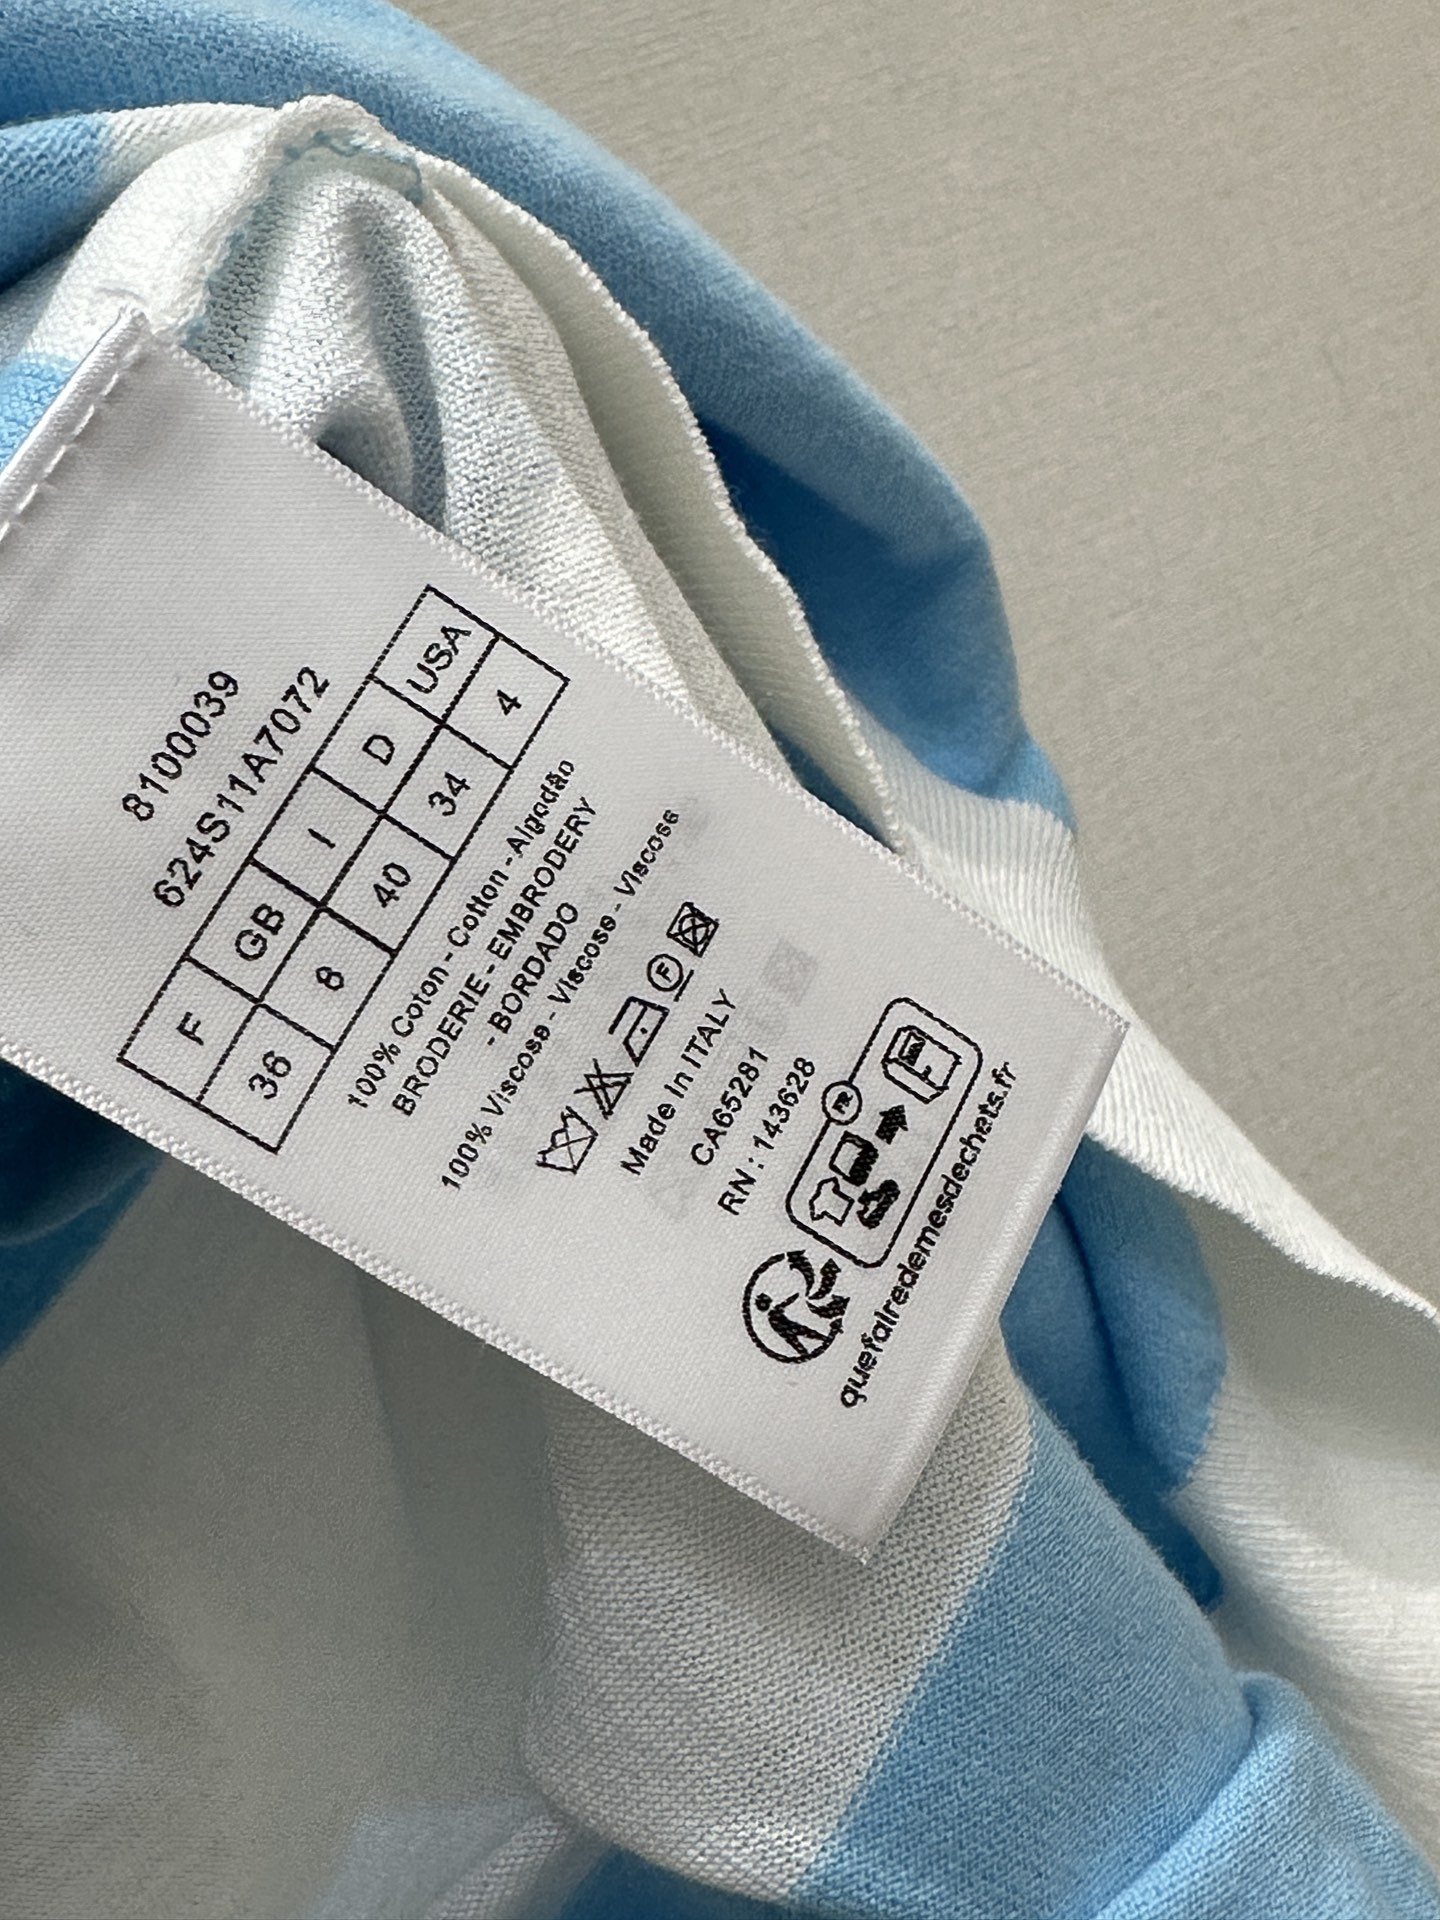 8100039
624S11A7072
F GB I D USA
36 8 40 34 4
100% Coton - Cotton - Algodão
BRODERIE - EMBRODERY
- BORDADO
100% Viscose - Viscose - Viscose
F
Made In ITALY
CA65281
RN : 143628
FR
quefairedemesdechets.fr